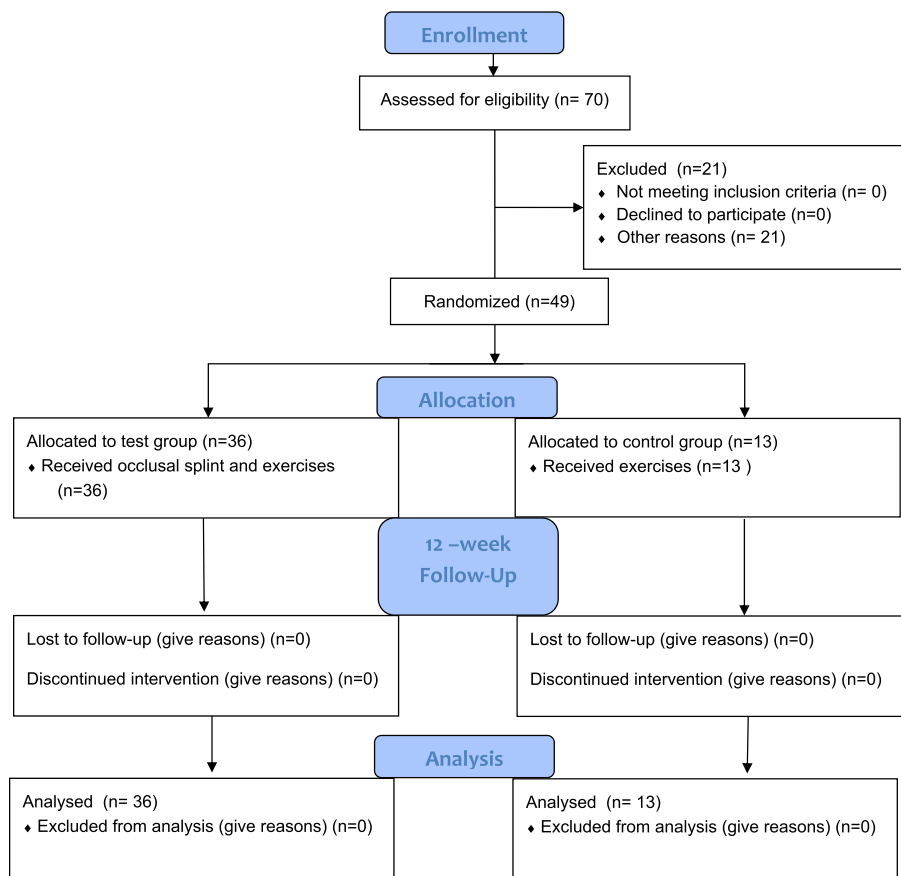 Enrollment
Assessed for eligibility (n= 70)
Excluded (n=21)
♦ Not meeting inclusion criteria (n= 0)
♦ Declined to participate (n=0)
♦ Other reasons (n= 21)
Randomized (n=49)
Allocation
Allocated to test group (n=36)
♦ Received occlusal splint and exercises
(n=36)
Allocated to control group (n=13)
♦ Received exercises (n=13 )
12 –week
Follow-Up
Lost to follow-up (give reasons) (n=0)
Discontinued intervention (give reasons) (n=0)
Lost to follow-up (give reasons) (n=0)
Discontinued intervention (give reasons) (n=0)
Analysis
Analysed (n= 36)
♦ Excluded from analysis (give reasons) (n=0)
Analysed (n= 13)
♦ Excluded from analysis (give reasons) (n=0)